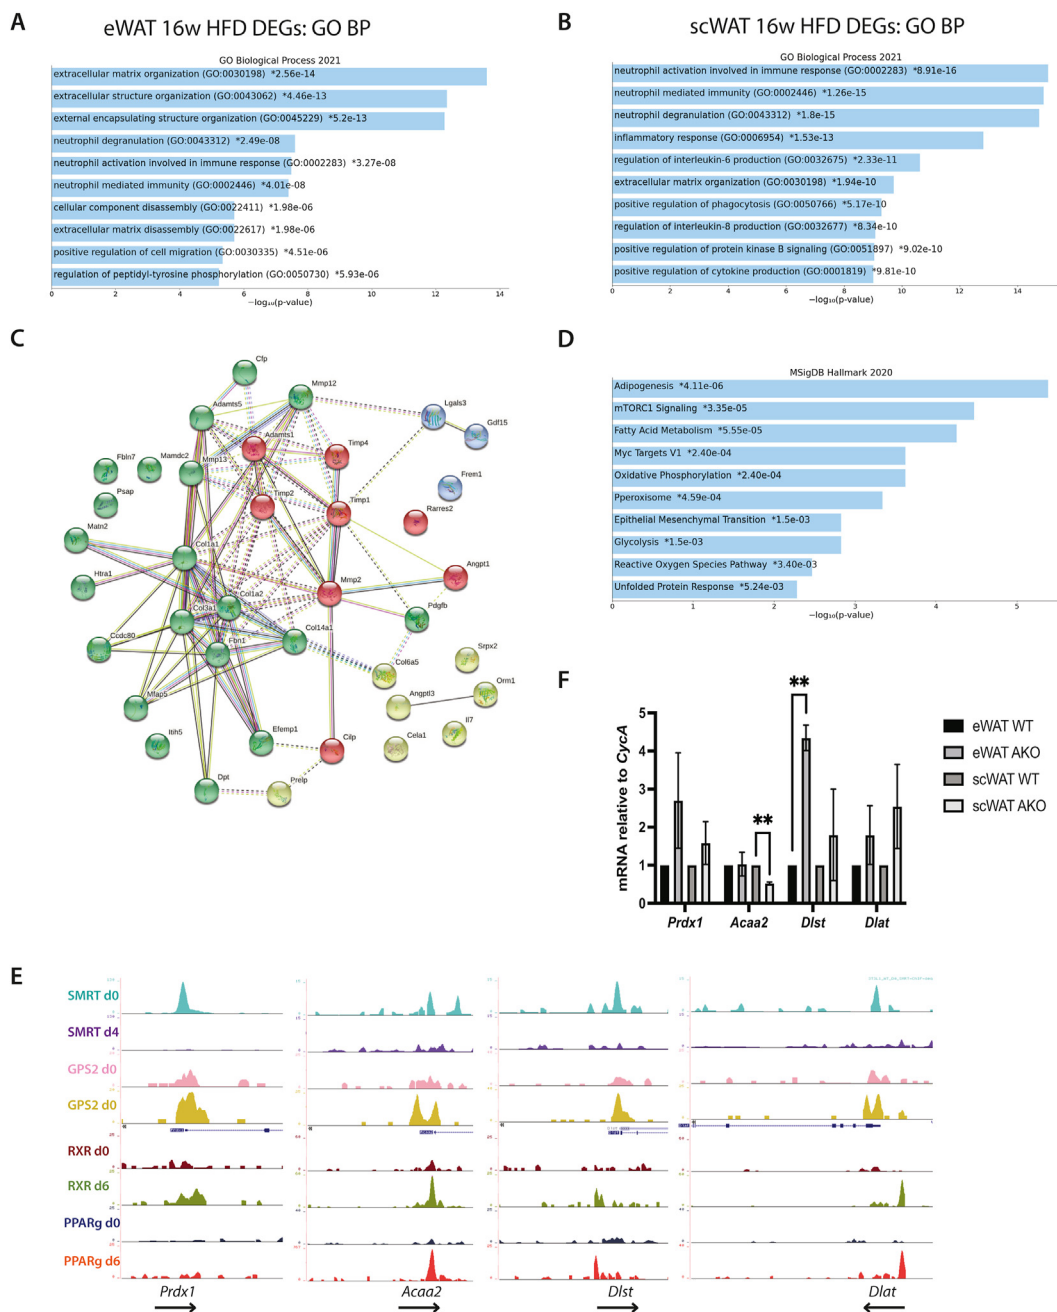 A
eWAT 16w HFD DEGs: GO BP
GO Biological Process 2021
extracellular matrix organization (GO:0030198) *2.56e-14
extracellular structure organization (GO:0043062) *4.46e-13
external encapsulating structure organization (GO:0045229) *5.2e-13
neutrophil degranulation (GO:0043312) *2.49e-08
neutrophil activation involved in immune response (GO:0002283) *3.27e-08
neutrophil mediated immunity (GO:0002446) *4.01e-08
cellular component disassembly (GO:0022411) *1.98e-06
extracellular matrix disassembly (GO:0022617) *1.98e-06
positive regulation of cell migration (GO:0030335) *4.51e-06
regulation of peptidyl-tyrosine phosphorylation (GO:0050730) *5.93e-06
0 2 4 6 8 10 12 14
−log₁₀(p-value)
B
scWAT 16w HFD DEGs: GO BP
GO Biological Process 2021
neutrophil activation involved in immune response (GO:0002283) *8.91e-16
neutrophil mediated immunity (GO:0002446) *1.26e-15
neutrophil degranulation (GO:0043312) *1.8e-15
inflammatory response (GO:0006954) *1.53e-13
regulation of interleukin-6 production (GO:0032675) *2.33e-11
extracellular matrix organization (GO:0030198) *1.94e-10
positive regulation of phagocytosis (GO:0050766) *5.17e-10
regulation of interleukin-8 production (GO:0032677) *8.34e-10
positive regulation of protein kinase B signaling (GO:0051897) *9.02e-10
positive regulation of cytokine production (GO:0001819) *9.81e-10
0 2 4 6 8 10 12 14
−log₁₀(p-value)
C
Cfp
Mmp12
Adamts5
Lgals3
Gdf15
Adamts1
Timp4
Fbln7
Mamdc2
Mmp13
Frem1
Psap
Timp2
Timp1
Rarres2
Matn2
Col1a1
Angpt1
Htra1
Mmp2
Col1a2
Pdgfb
Col3a1
Col14a1
Ccdc80
Fbn1
Srpx2
Col6a5
Orm1
Mfap5
Angptl3
Il7
Itih5
Efemp1
Cilp
Cela1
Dpt
Prelp
D
MSigDB Hallmark 2020
Adipogenesis *4.11e-06
mTORC1 Signaling *3.35e-05
Fatty Acid Metabolism *5.55e-05
Myc Targets V1 *2.40e-04
Oxidative Phosphorylation *2.40e-04
Pperoxisome *4.59e-04
Epithelial Mesenchymal Transition *1.5e-03
Glycolysis *1.5e-03
Reactive Oxygen Species Pathway *3.40e-03
Unfolded Protein Response *5.24e-03
0 1 2 3 4 5
−log₁₀(p-value)
F
mRNA relative to CycA
5
4
3
2
1
0
**
**
Prdx1 Acaa2 Dlst Dlat
eWAT WT
eWAT AKO
scWAT WT
scWAT AKO
E
SMRT d0
SMRT d4
GPS2 d0
GPS2 d0
RXR d0
RXR d6
PPARg d0
PPARg d6
Prdx1 Acaa2 Dlst Dlat